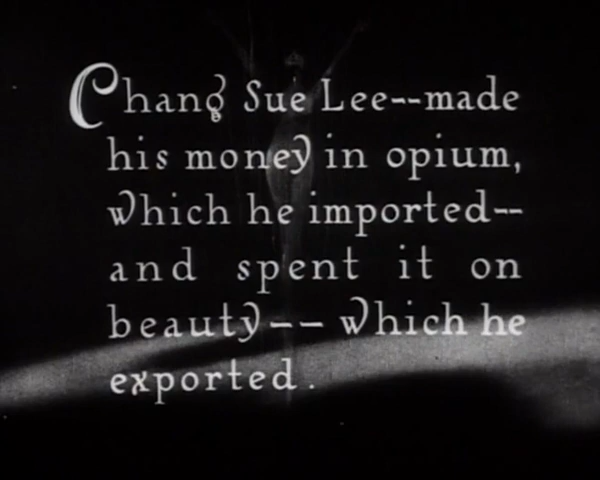 Chang Sue Lee--made
his money in opium,
which he imported--
and spent it on
beauty-- which he
exported.